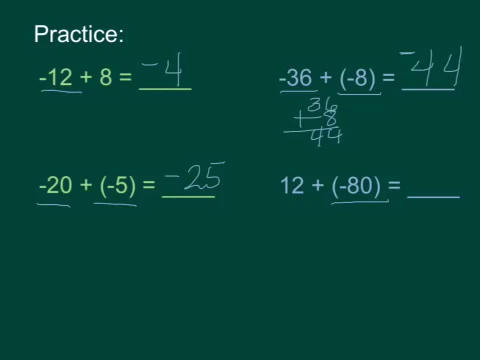 Practice:
-12 + 8 = -4
-36 + (-8) = -44
36
+ 8
44
-20 + (-5) = -25
12 + (-80) = ____